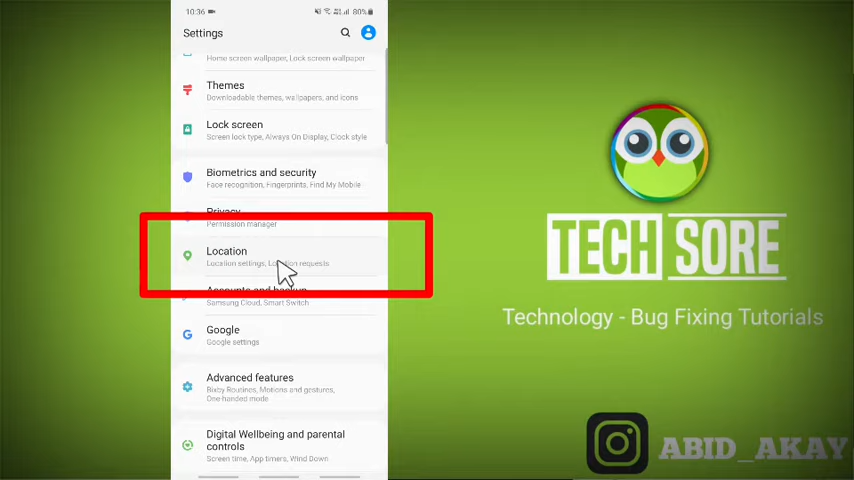 10:36
80%
Settings
Home screen wallpaper, Lock screen wallpaper
Themes
Downloadable themes, wallpapers, and icons
Lock screen
Screen lock type, Always On Display, Clock style
Biometrics and security
Face recognition, Fingerprints, Find My Mobile
Privacy
Permission manager
Location
Location settings, Location requests
Accounts and backup
Samsung Cloud, Smart Switch
Google
Google settings
Advanced features
Bixby Routines, Motions and gestures,
One-handed mode
Digital Wellbeing and parental
controls
Screen time, App timers, Wind Down
TECH SORE
Technology - Bug Fixing Tutorials
ABID_AKAY